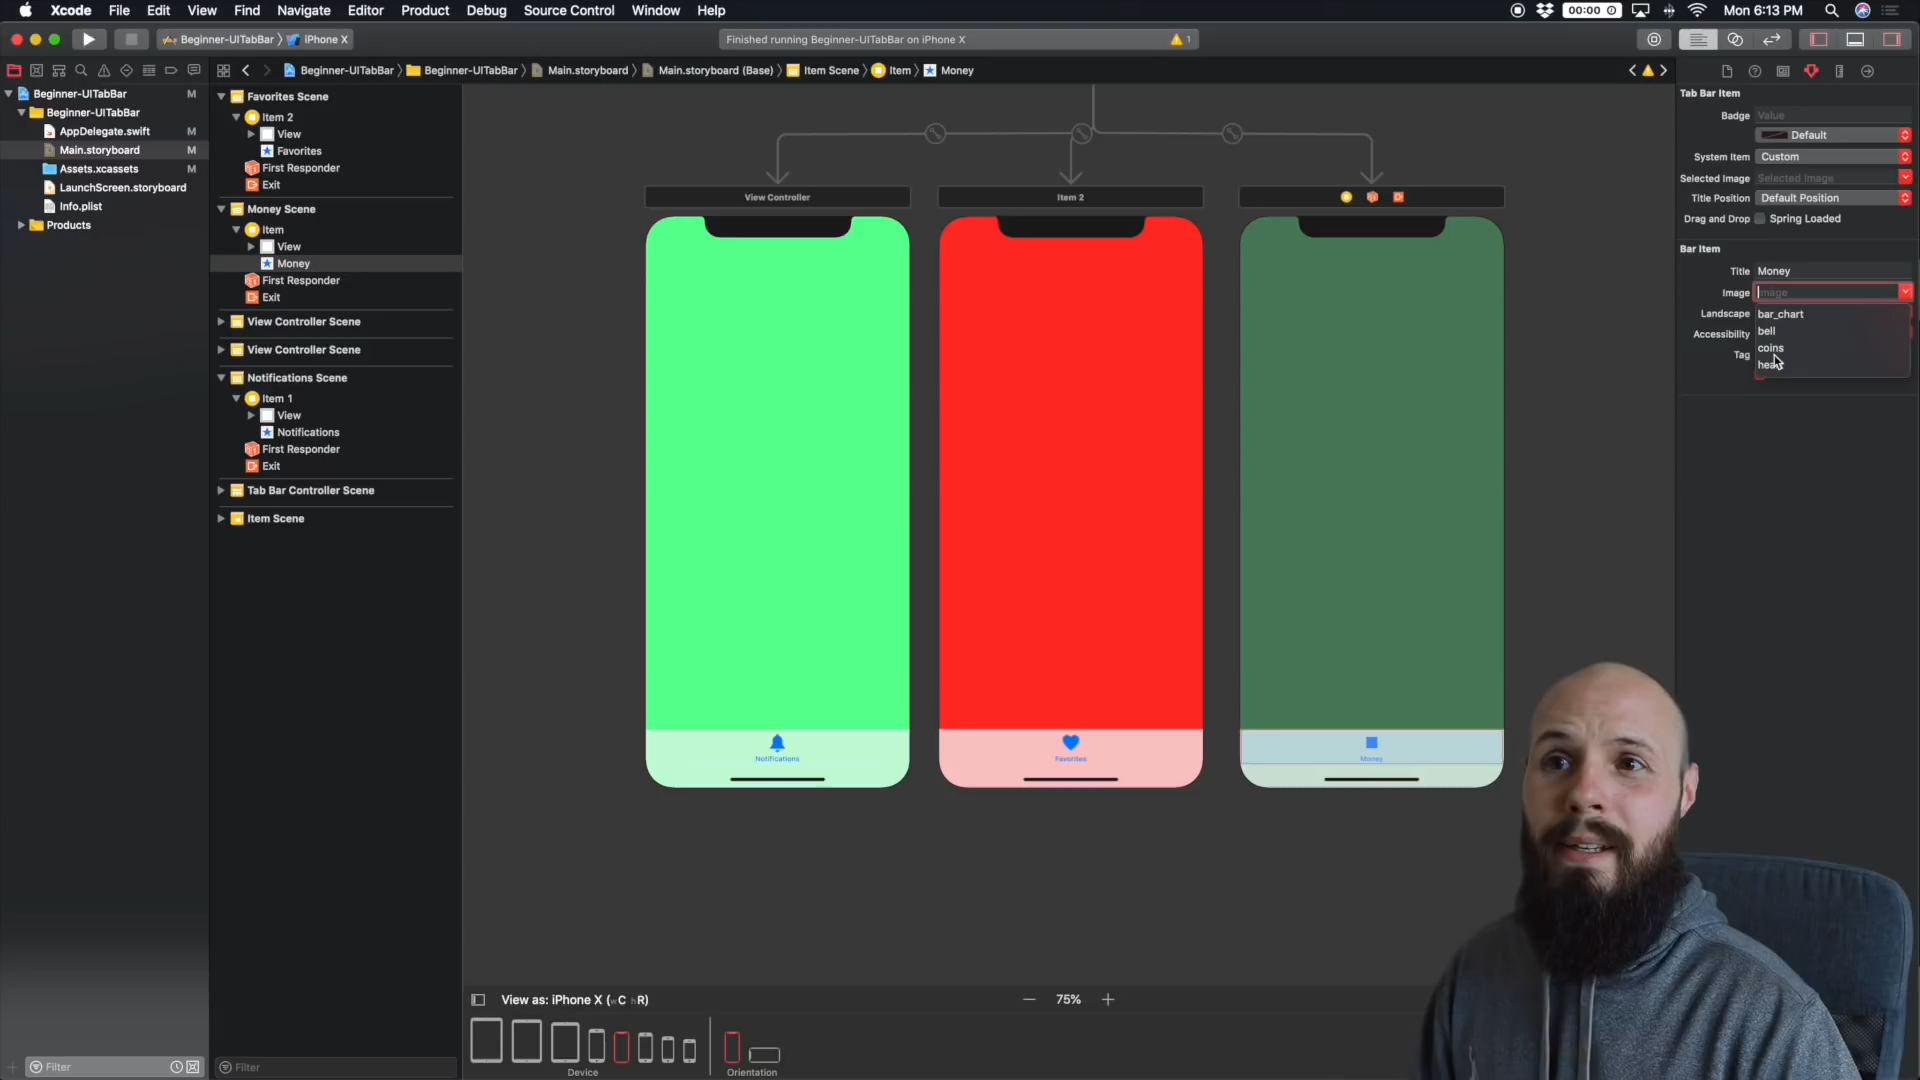 Xcode File Edit View Find Navigate Editor Product Debug Source Control Window Help
00:00 Mon 6:13 PM
Beginner-UITabBar iPhone X
Finished running Beginner-UITabBar on iPhone X
1
Beginner-UITabBar Beginner-UITabBar Main.storyboard Main.storyboard (Base) Item Scene Item Money
Beginner-UITabBar M
Beginner-UITabBar
AppDelegate.swift M
Main.storyboard M
Assets.xcassets M
LaunchScreen.storyboard
Info.plist
Products
Filter
Favorites Scene
Item 2
View
Favorites
First Responder
Exit
Money Scene
Item
View
Money
First Responder
Exit
View Controller Scene
View Controller Scene
Notifications Scene
Item 1
View
Notifications
First Responder
Exit
Tab Bar Controller Scene
Item Scene
Filter
View Controller
Item 2
Notifications
Favorites
Money
View as: iPhone X (wC hR)
75%
Device
Orientation
Tab Bar Item
Badge Value
Default
System Item Custom
Selected Image Selected Image
Title Position Default Position
Drag and Drop Spring Loaded
Bar Item
Title Money
Image Image
Landscape
Accessibility
Tag
bar_chart
bell
coins